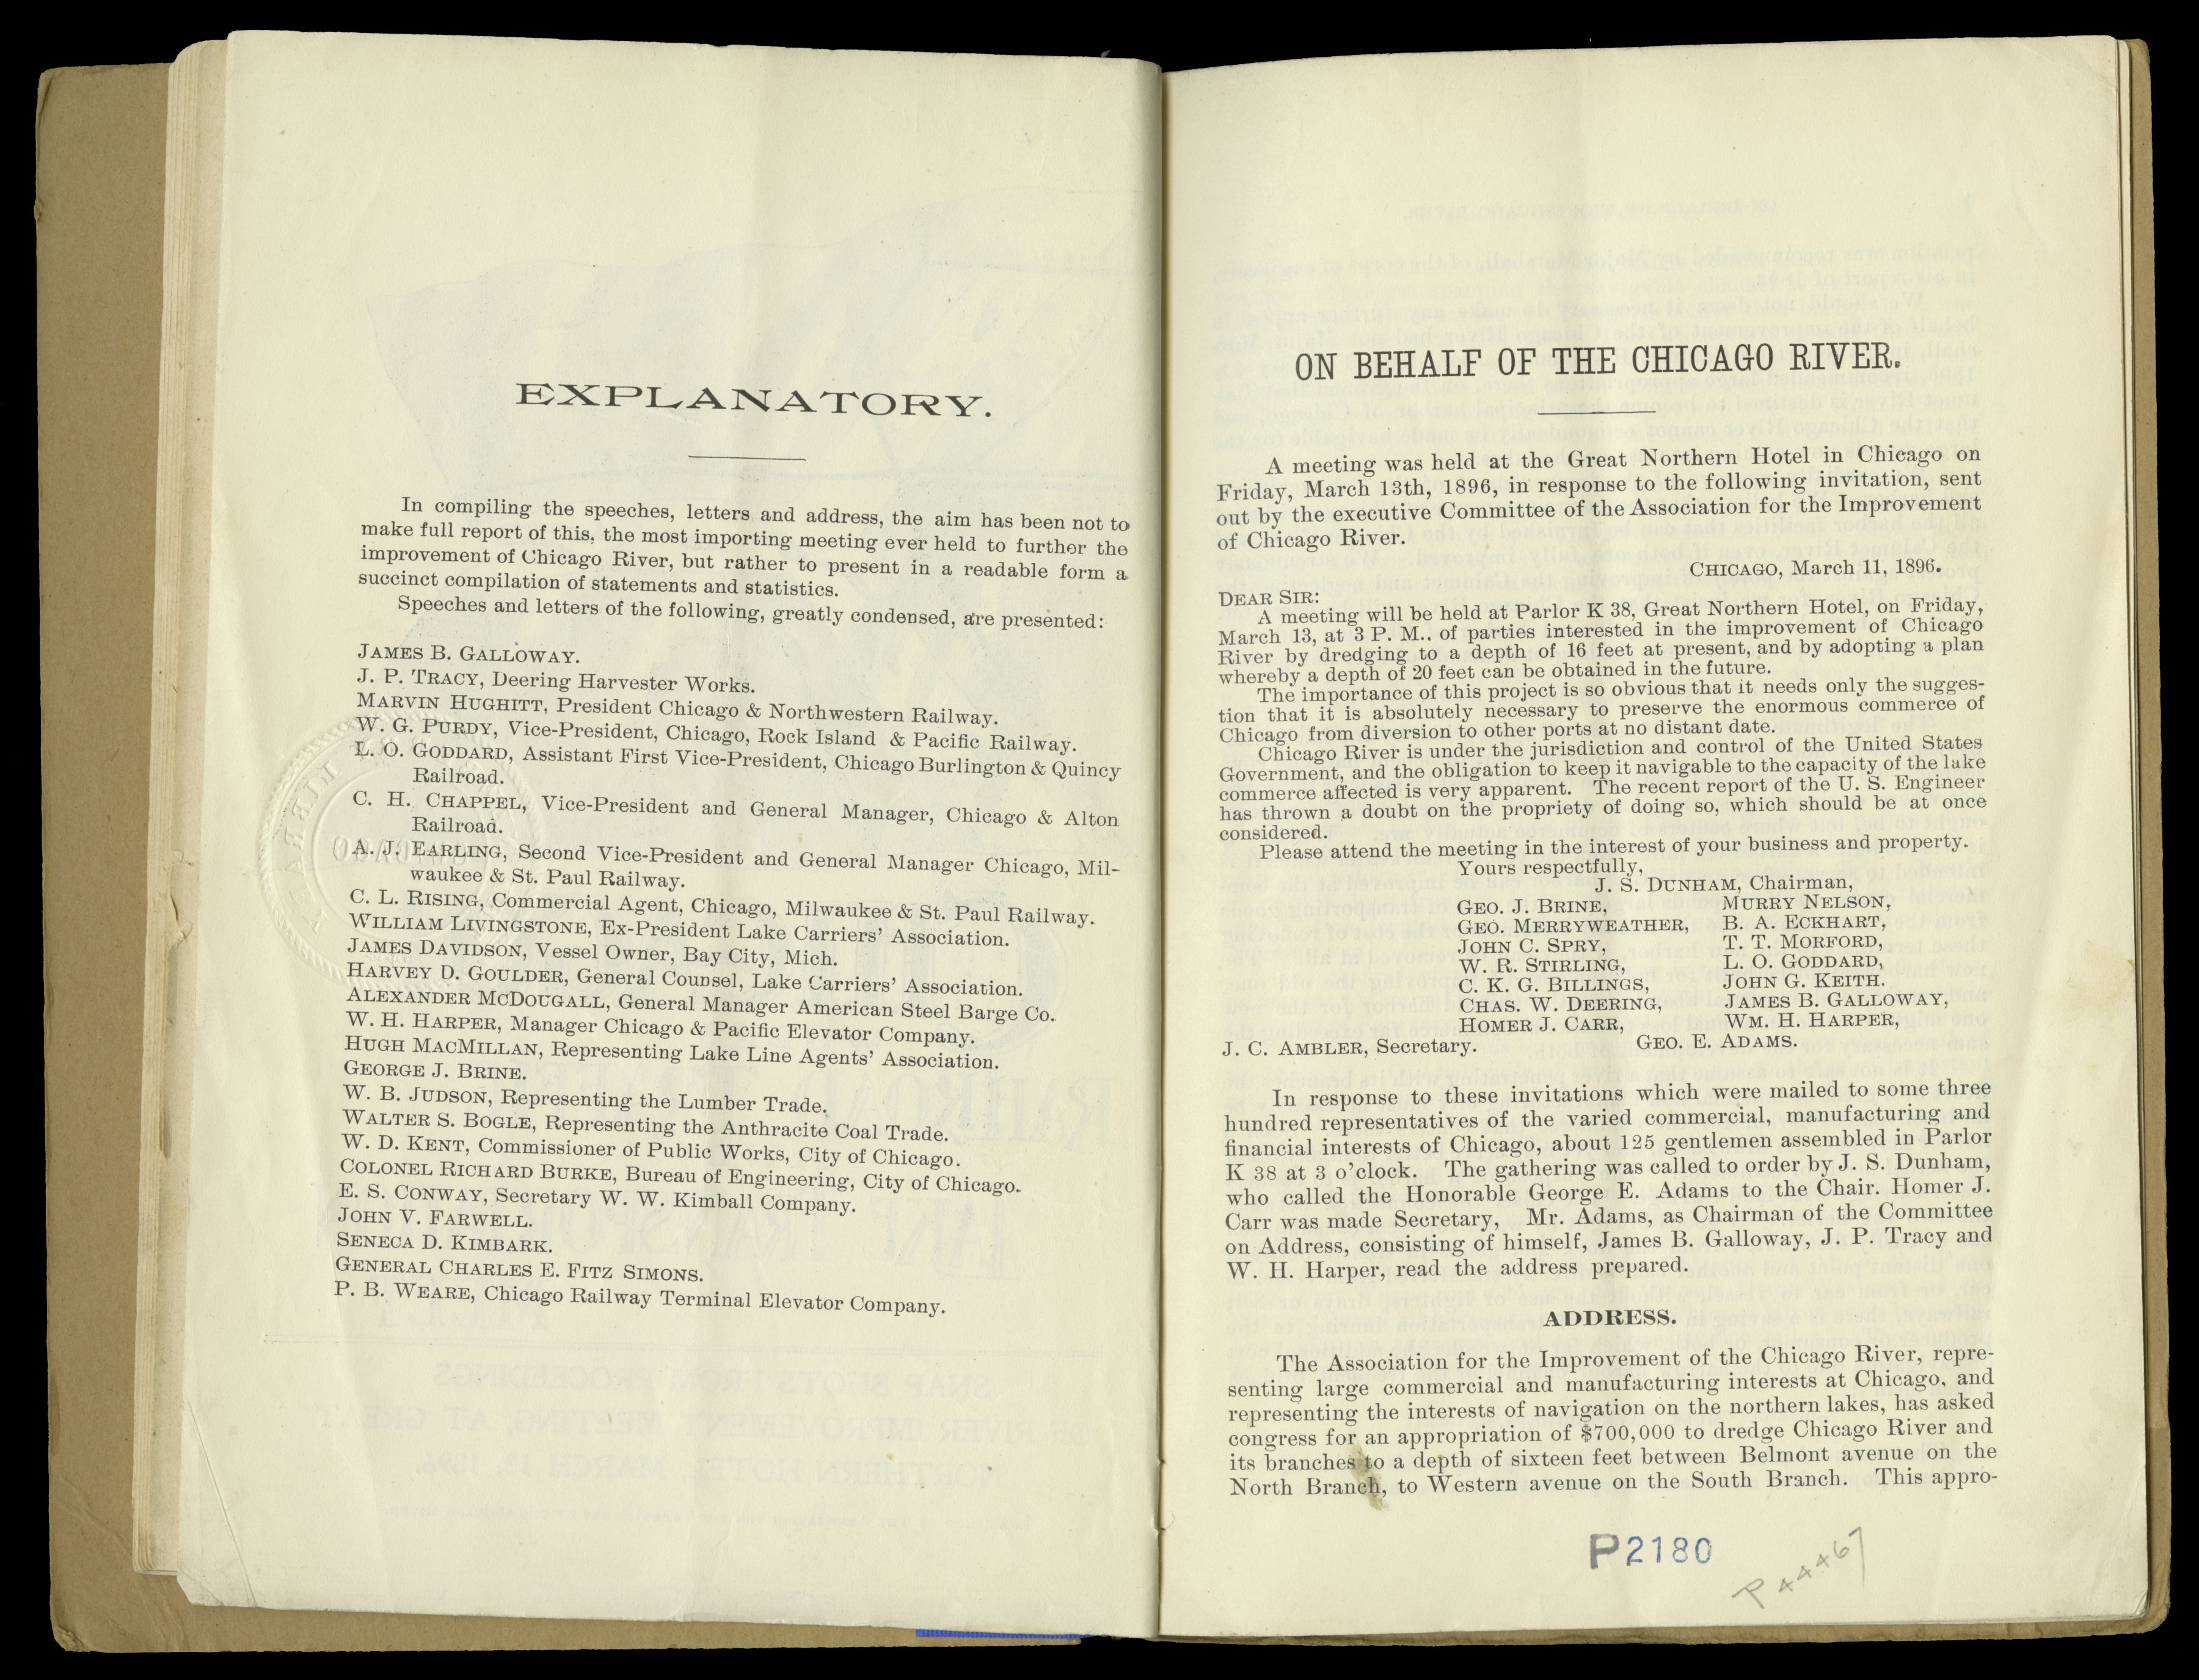 EXPLANATORY.
In compiling the speeches, letters and address, the aim has been not to
make full report of this, the most importing meeting ever held to further the
improvement of Chicago River, but rather to present in a readable form a
succinct compilation of statements and statistics.
Speeches and letters of the following, greatly condensed, are presented:
JAMES B. GALLOWAY.
J. P. TRACY, Deering Harvester Works.
MARVIN HUGHITT, President Chicago & Northwestern Railway.
W. G. PURDY, Vice-President, Chicago, Rock Island & Pacific Railway.
L. O. GODDARD, Assistant First Vice-President, Chicago Burlington & Quincy
Railroad.
C. H. CHAPPEL, Vice-President and General Manager, Chicago & Alton
Railroad.
A. J. EARLING, Second Vice-President and General Manager Chicago, Mil-
waukee & St. Paul Railway.
C. L. RISING, Commercial Agent, Chicago, Milwaukee & St. Paul Railway.
WILLIAM LIVINGSTONE, Ex-President Lake Carriers' Association.
JAMES DAVIDSON, Vessel Owner, Bay City, Mich.
HARVEY D. GOULDER, General Counsel, Lake Carriers' Association.
ALEXANDER MCDOUGALL, General Manager American Steel Barge Co.
W. H. HARPER, Manager Chicago & Pacific Elevator Company.
HUGH MACMILLAN, Representing Lake Line Agents' Association.
GEORGE J. BRINE.
W. B. JUDSON, Representing the Lumber Trade.
WALTER S. BOGLE, Representing the Anthracite Coal Trade.
W. D. KENT, Commissioner of Public Works, City of Chicago.
COLONEL RICHARD BURKE, Bureau of Engineering, City of Chicago.
E. S. CONWAY, Secretary W. W. Kimball Company.
JOHN V. FARWELL.
SENECA D. KIMBARK.
GENERAL CHARLES E. FITZ SIMONS.
P. B. WEARE, Chicago Railway Terminal Elevator Company.
ON BEHALF OF THE CHICAGO RIVER.
A meeting was held at the Great Northern Hotel in Chicago on
Friday, March 13th, 1896, in response to the following invitation, sent
out by the executive Committee of the Association for the Improvement
of Chicago River.
CHICAGO, March 11, 1896.
DEAR SIR:
A meeting will be held at Parlor K 38, Great Northern Hotel, on Friday,
March 13, at 3 P. M.. of parties interested in the improvement of Chicago
River by dredging to a depth of 16 feet at present, and by adopting a plan
whereby a depth of 20 feet can be obtained in the future.
The importance of this project is so obvious that it needs only the sugges-
tion that it is absolutely necessary to preserve the enormous commerce of
Chicago from diversion to other ports at no distant date.
Chicago River is under the jurisdiction and control of the United States
Government, and the obligation to keep it navigable to the capacity of the lake
commerce affected is very apparent. The recent report of the U. S. Engineer
has thrown a doubt on the propriety of doing so, which should be at once
considered.
Please attend the meeting in the interest of your business and property.
Yours respectfully,
J. S. DUNHAM, Chairman,
GEO. J. BRINE, MURRY NELSON,
GEO. MERRYWEATHER, B. A. ECKHART,
JOHN C. SPRY, T. T. MORFORD,
W. R. STIRLING, L. O. GODDARD,
C. K. G. BILLINGS, JOHN G. KEITH.
CHAS. W. DEERING, JAMES B. GALLOWAY,
HOMER J. CARR, WM. H. HARPER,
J. C. AMBLER, Secretary. GEO. E. ADAMS.
In response to these invitations which were mailed to some three
hundred representatives of the varied commercial, manufacturing and
financial interests of Chicago, about 125 gentlemen assembled in Parlor
K 38 at 3 o'clock. The gathering was called to order by J. S. Dunham,
who called the Honorable George E. Adams to the Chair. Homer J.
Carr was made Secretary, Mr. Adams, as Chairman of the Committee
on Address, consisting of himself, James B. Galloway, J. P. Tracy and
W. H. Harper, read the address prepared.
ADDRESS.
The Association for the Improvement of the Chicago River, repre-
senting large commercial and manufacturing interests at Chicago, and
representing the interests of navigation on the northern lakes, has asked
congress for an appropriation of $700,000 to dredge Chicago River and
its branches to a depth of sixteen feet between Belmont avenue on the
North Branch, to Western avenue on the South Branch. This appro-
P2180
P44467